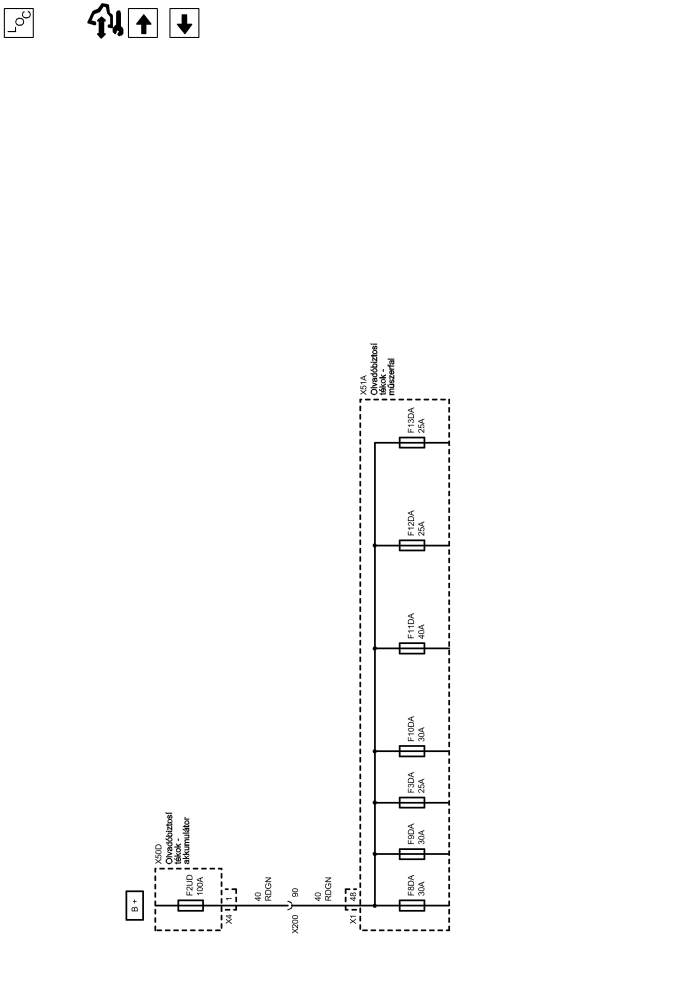 LOC
B +
X50D
Olvadóbiztosí
tékok -
akkumulátor
F2UD
100A
X4
1
40
RDGN
X200
90
40
RDGN
X1
48
X51A
Olvadóbiztosí
tékok -
műszerfal
F8DA
30A
F9DA
30A
F3DA
25A
F10DA
30A
F11DA
40A
F12DA
25A
F13DA
25A